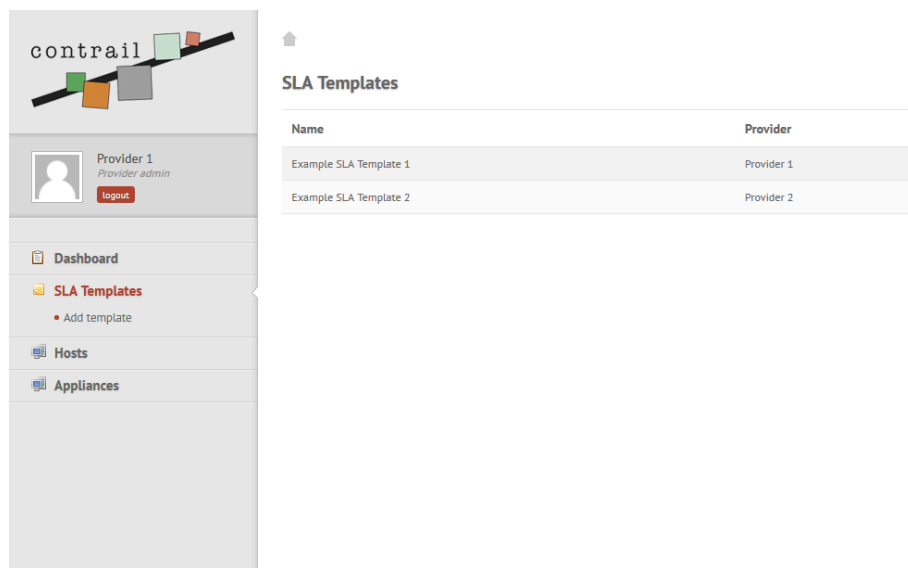 contrail
Provider 1
Provider admin
logout
Dashboard
SLA Templates
Add template
Hosts
Appliances
SLA Templates
Name Provider
Example SLA Template 1 Provider 1
Example SLA Template 2 Provider 2